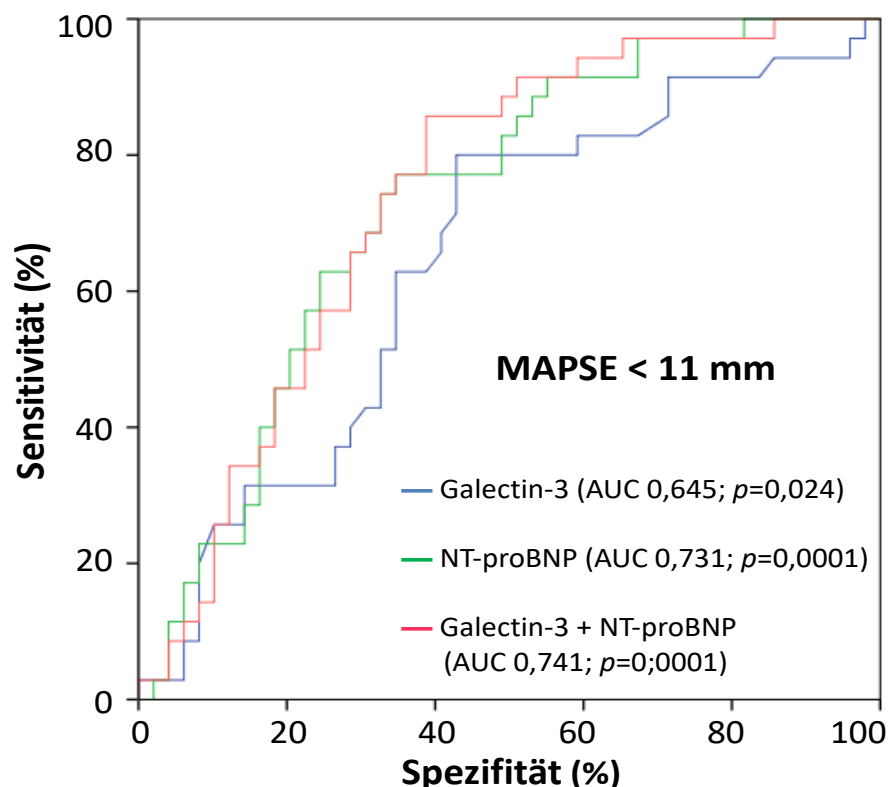 100
80
60
40
20
0
Sensitivität (%)
MAPSE < 11 mm
Galectin-3 (AUC 0,645; p=0,024)
NT-proBNP (AUC 0,731; p=0,0001)
Galectin-3 + NT-proBNP
(AUC 0,741; p=0;0001)
0 20 40 60 80 100
Spezifität (%)